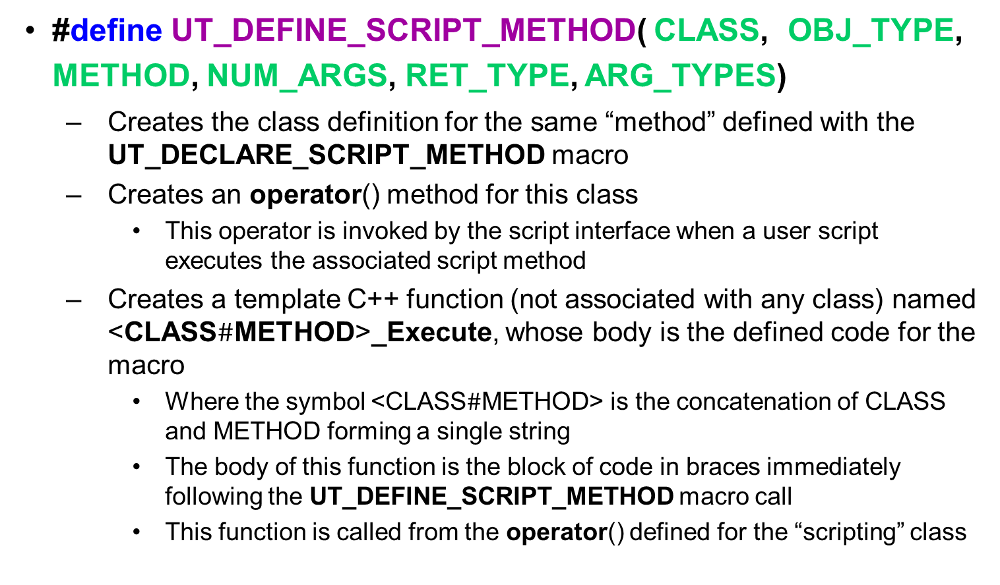 • #define UT_DEFINE_SCRIPT_METHOD( CLASS, OBJ_TYPE,
METHOD, NUM_ARGS, RET_TYPE, ARG_TYPES)
– Creates the class definition for the same “method” defined with the
UT_DECLARE_SCRIPT_METHOD macro
– Creates an operator() method for this class
• This operator is invoked by the script interface when a user script
executes the associated script method
– Creates a template C++ function (not associated with any class) named
<CLASS#METHOD>_Execute, whose body is the defined code for the
macro
• Where the symbol <CLASS#METHOD> is the concatenation of CLASS
and METHOD forming a single string
• The body of this function is the block of code in braces immediately
following the UT_DEFINE_SCRIPT_METHOD macro call
• This function is called from the operator() defined for the “scripting” class